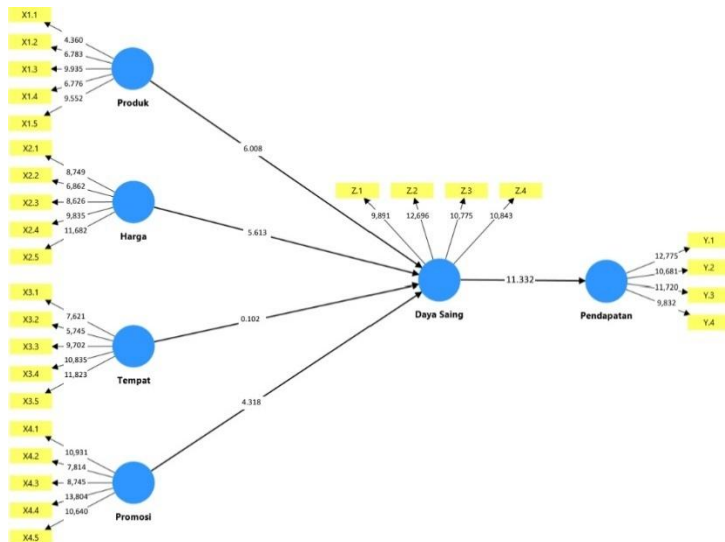 X1.1
X1.2
X1.3
X1.4
X1.5
4.360
6.783
9.935
6.776
9.552
Produk
X2.1
X2.2
X2.3
X2.4
X2.5
8,749
6,862
8,626
9,835
11,682
Harga
X3.1
X3.2
X3.3
X3.4
X3.5
7,621
5,745
9,702
10,835
11,823
Tempat
X4.1
X4.2
X4.3
X4.4
X4.5
10,931
7,814
8,745
13,804
10,640
Promosi
6.008
5.613
0.102
4.318
Z.1
Z.2
Z.3
Z.4
9,891
12,696
10,775
10,843
Daya Saing
11.332
Pendapatan
12,775
10,681
11,720
9,832
Y.1
Y.2
Y.3
Y.4